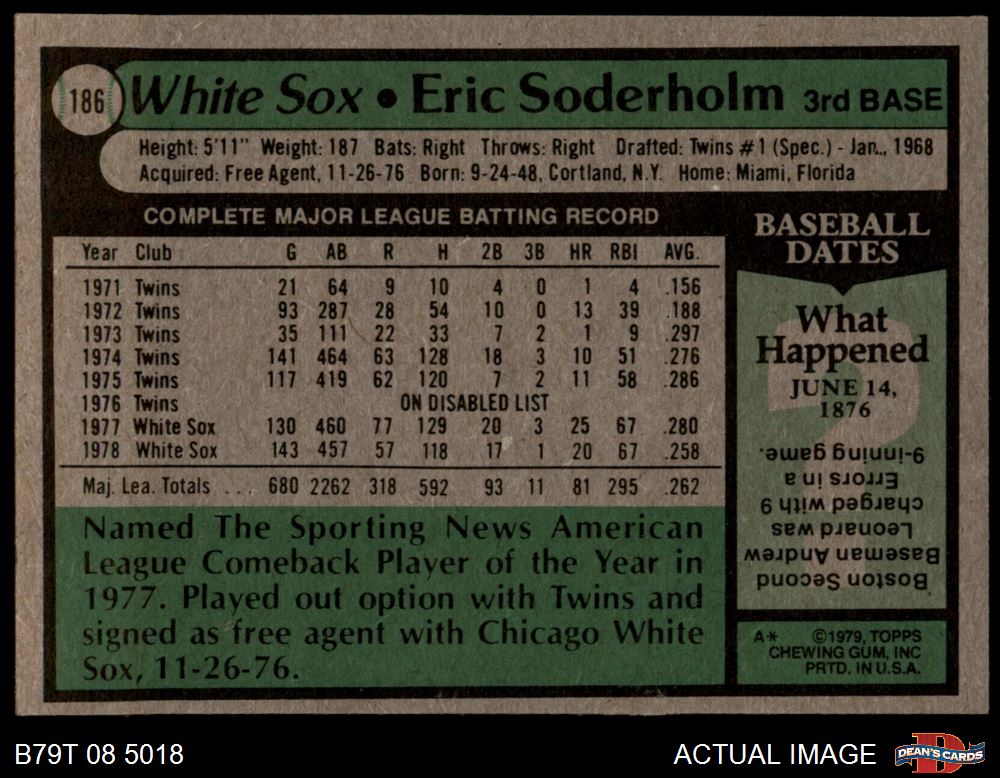 186 White Sox • Eric Soderholm 3rd BASE
Height: 5'11" Weight: 187 Bats: Right Throws: Right Drafted: Twins #1 (Spec.) - Jan., 1968
Acquired: Free Agent, 11-26-76 Born: 9-24-48, Cortland, N.Y. Home: Miami, Florida
COMPLETE MAJOR LEAGUE BATTING RECORD
Year Club G AB R H 2B 3B HR RBI AVG.
1971 Twins 21 64 9 10 4 0 1 4 .156
1972 Twins 93 287 28 54 10 0 13 39 .188
1973 Twins 35 111 22 33 7 2 1 9 .297
1974 Twins 141 464 63 128 18 3 10 51 .276
1975 Twins 117 419 62 120 7 2 11 58 .286
1976 Twins ON DISABLED LIST
1977 White Sox 130 460 77 129 20 3 25 67 .280
1978 White Sox 143 457 57 118 17 1 20 67 .258
Maj. Lea. Totals ... 680 2262 318 592 93 11 81 295 .262
Named The Sporting News American
League Comeback Player of the Year in
1977. Played out option with Twins and
signed as free agent with Chicago White
Sox, 11-26-76.
BASEBALL
DATES
What
Happened
JUNE 14,
1876
?
Boston Second
Baseman Andrew
Leonard was
charged with 9
Errors in a
9-inning game.
A* ©1979, TOPPS
CHEWING GUM, INC
PRTD. IN U.S.A.
B79T 08 5018
ACTUAL IMAGE
DEAN'S CARDS